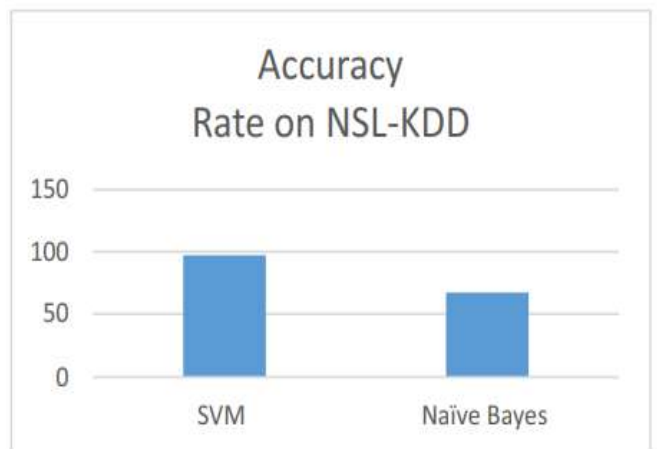 Accuracy
Rate on NSL-KDD
150
100
50
0
SVM Naïve Bayes